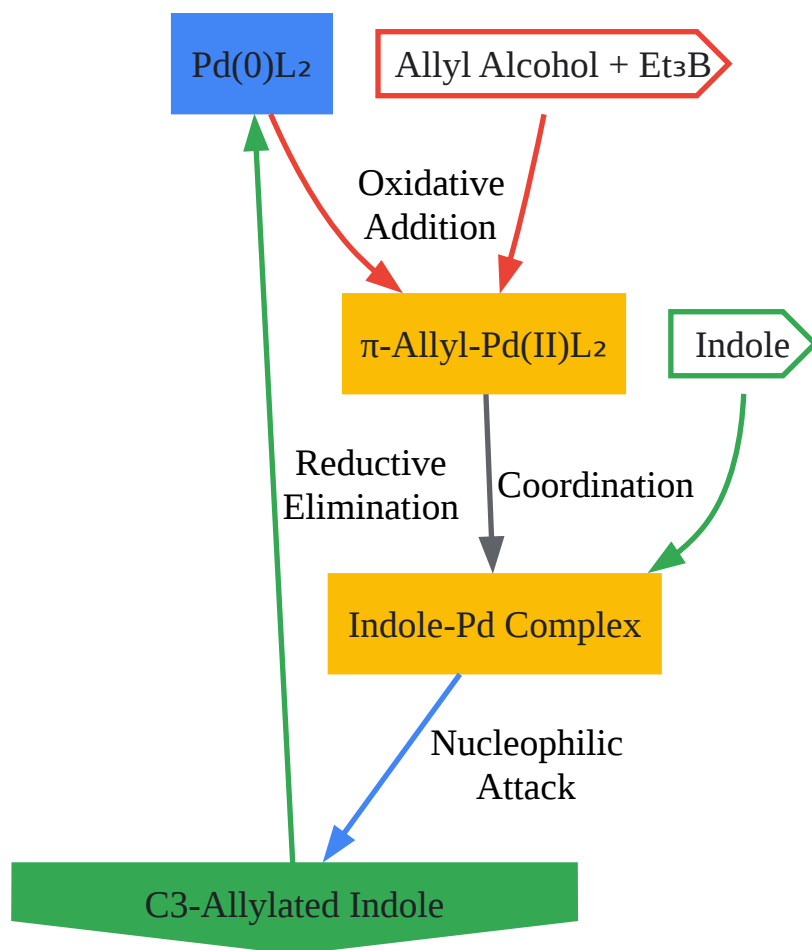 Pd(0)L₂
Allyl Alcohol + Et₃B
Oxidative
Addition
π-Allyl-Pd(II)L₂
Indole
Reductive
Elimination
Coordination
Indole-Pd Complex
Nucleophilic
Attack
C3-Allylated Indole